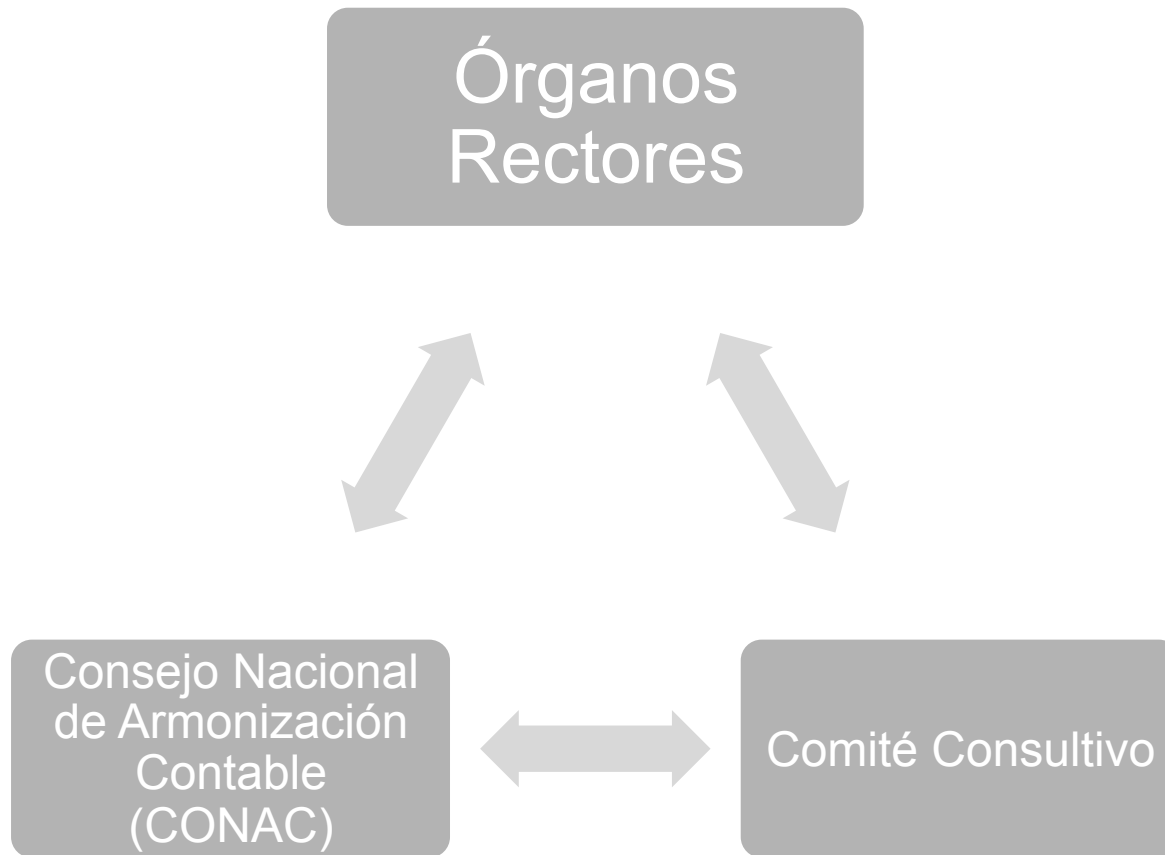 Órganos
Rectores
Consejo Nacional
de Armonización
Contable
(CONAC)
Comité Consultivo